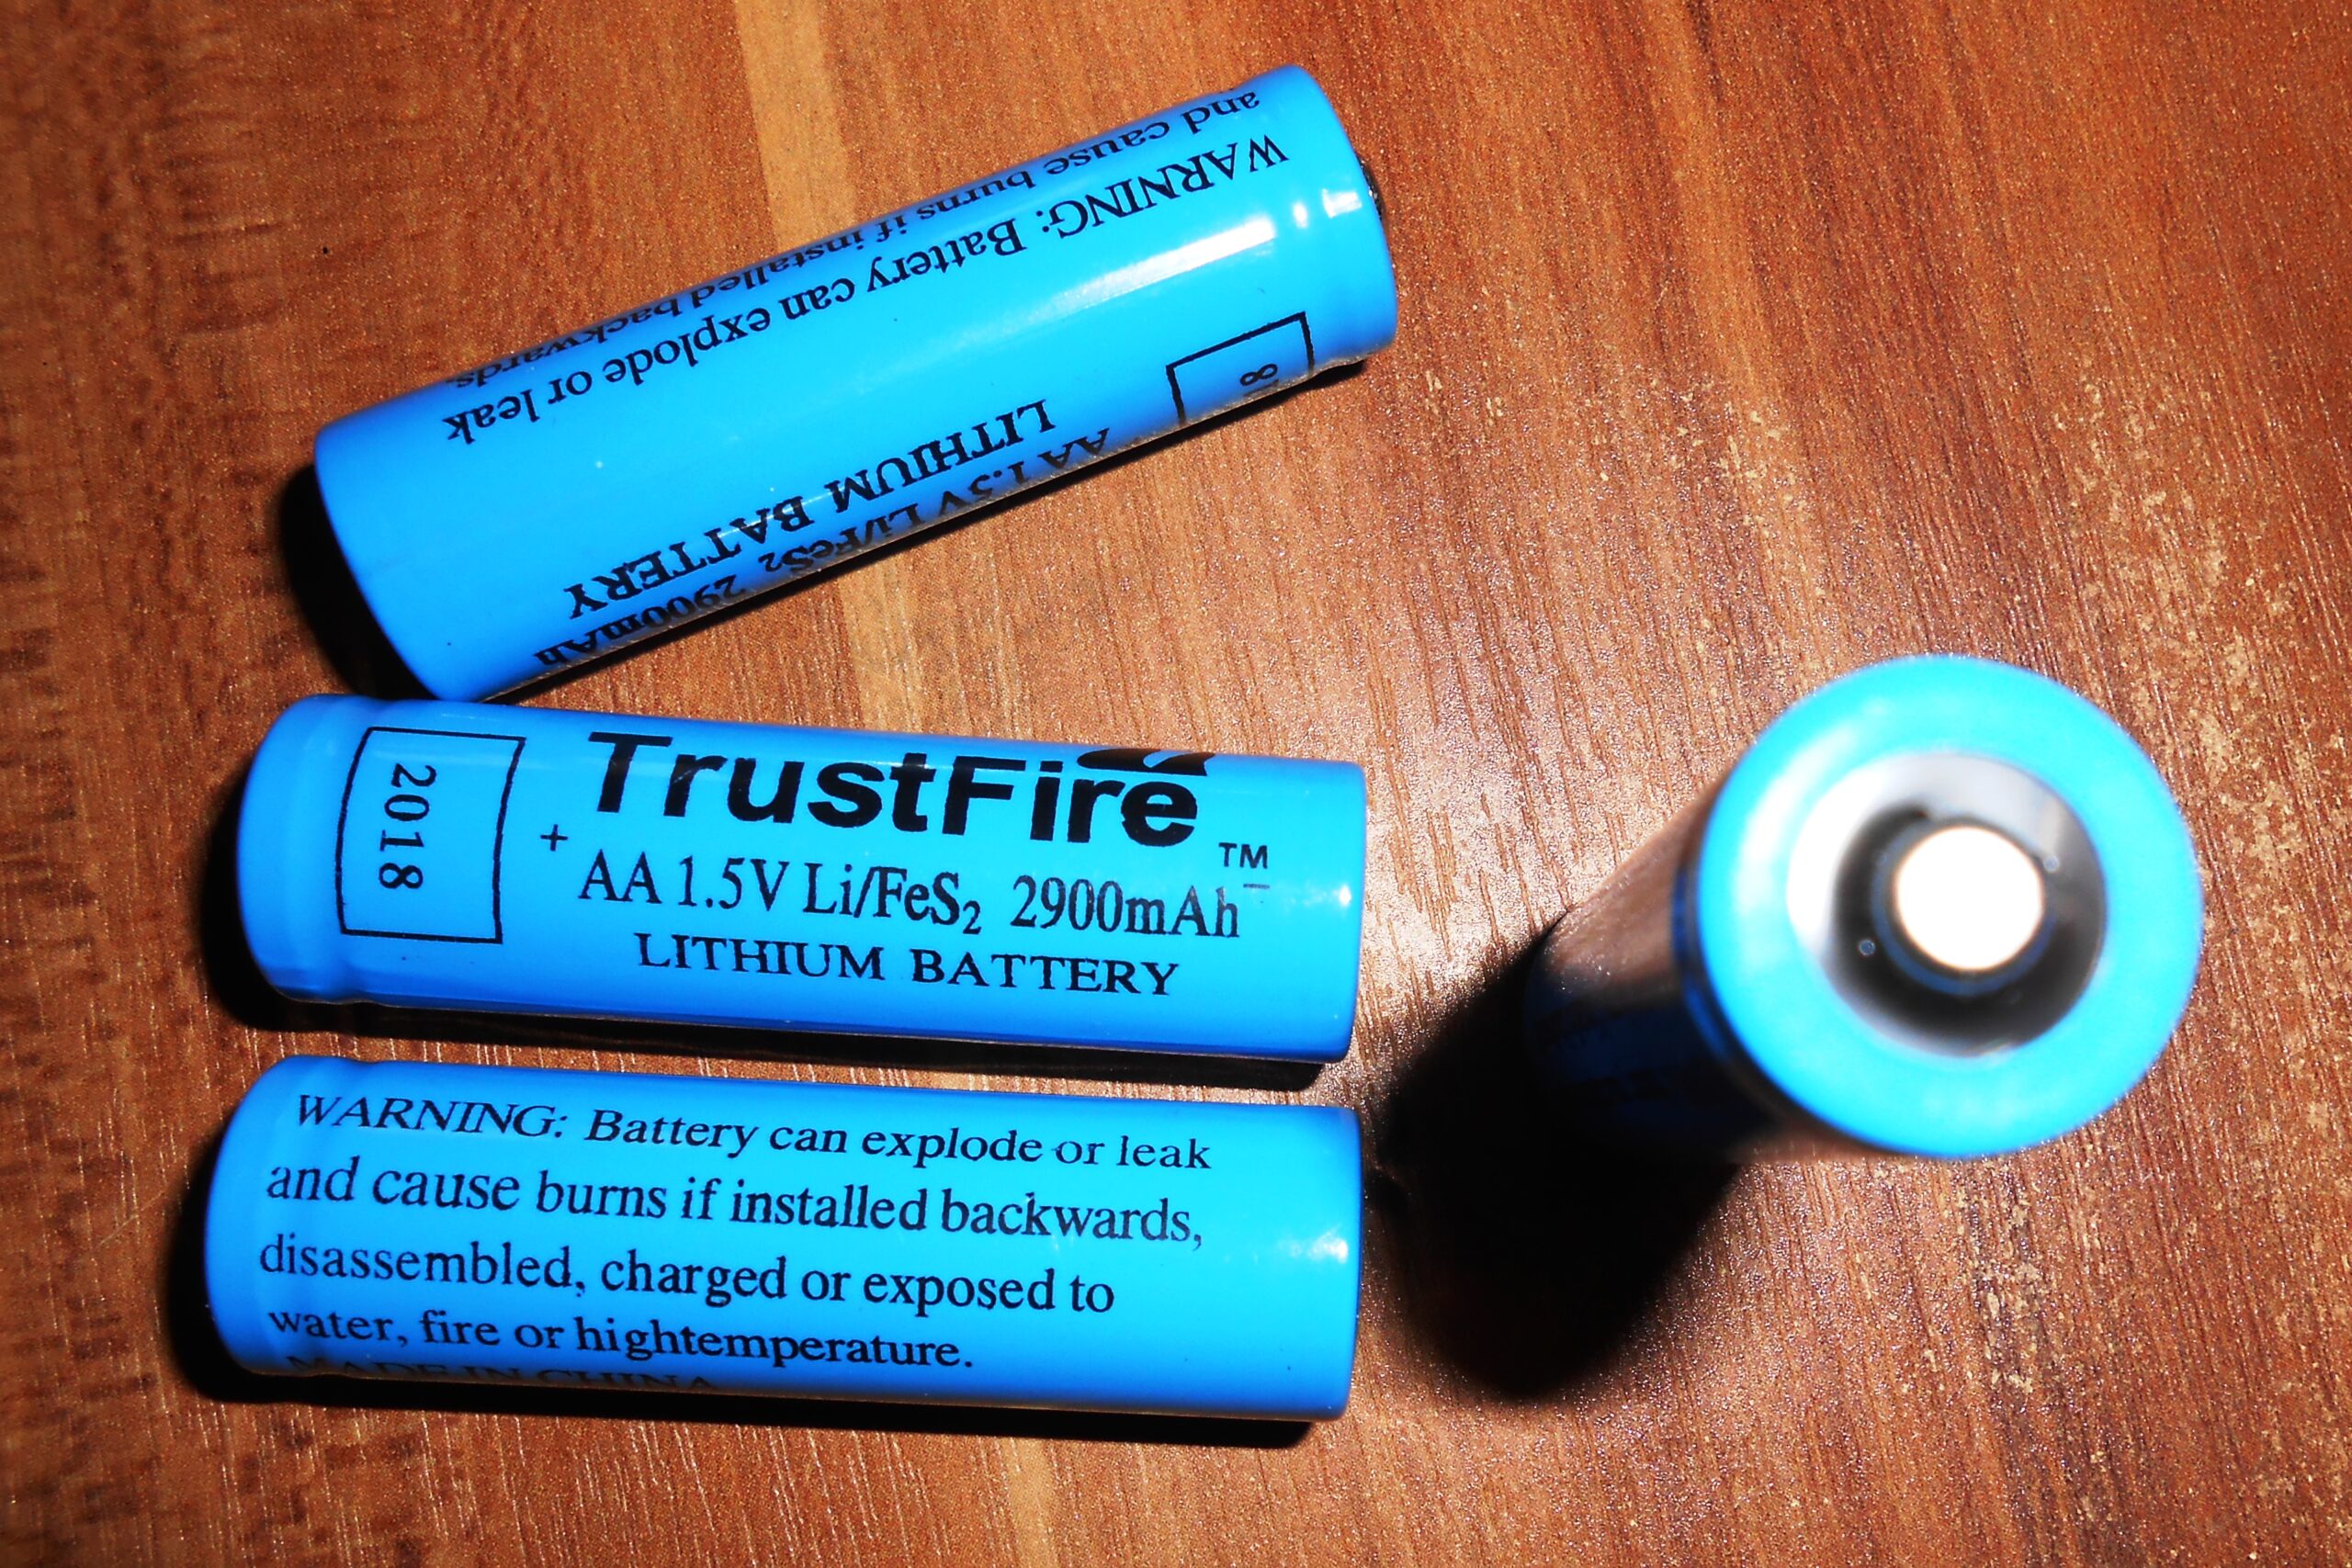 and cause burns if installed backwards,
WARNING: Battery can explode or leak
8
LITHIUM BATTERY
AA 1.5V Li/FeS₂ 2900mAh
2018
TrustFire™
+ AA 1.5V Li/FeS₂ 2900mAh -
LITHIUM BATTERY
WARNING: Battery can explode or leak
and cause burns if installed backwards,
disassembled, charged or exposed to
water, fire or hightemperature.
MADE IN CHINA